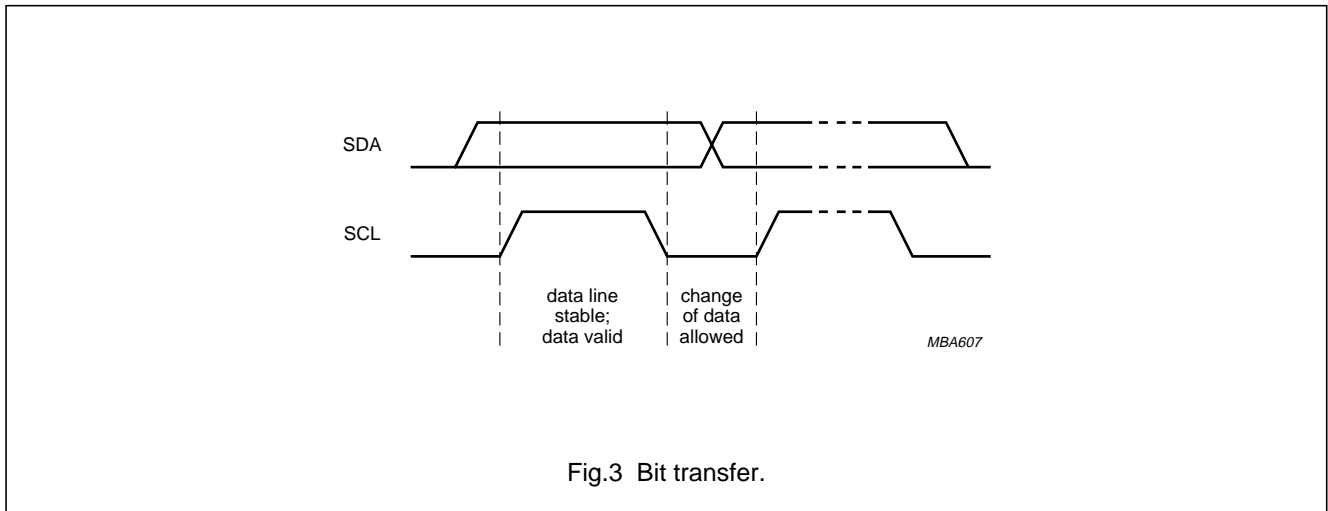 SDA
SCL
data line
stable;
data valid
change
of data
allowed
MBA607
Fig.3 Bit transfer.